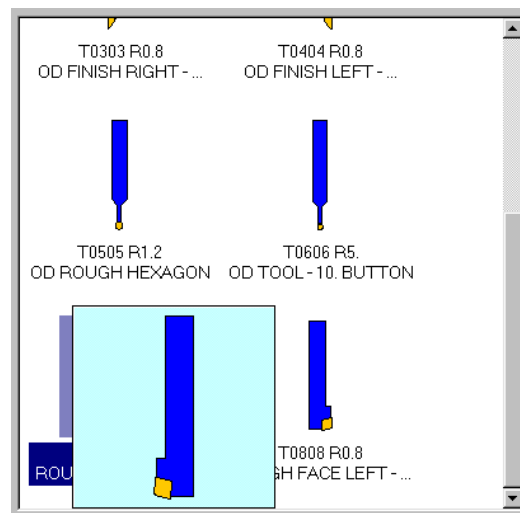 T0303 R0.8
OD FINISH RIGHT - ...
T0404 R0.8
OD FINISH LEFT - ...
T0505 R1.2
OD ROUGH HEXAGON
T0606 R5.
OD TOOL - 10. BUTTON
T0808 R0.8
FACE LEFT - ...